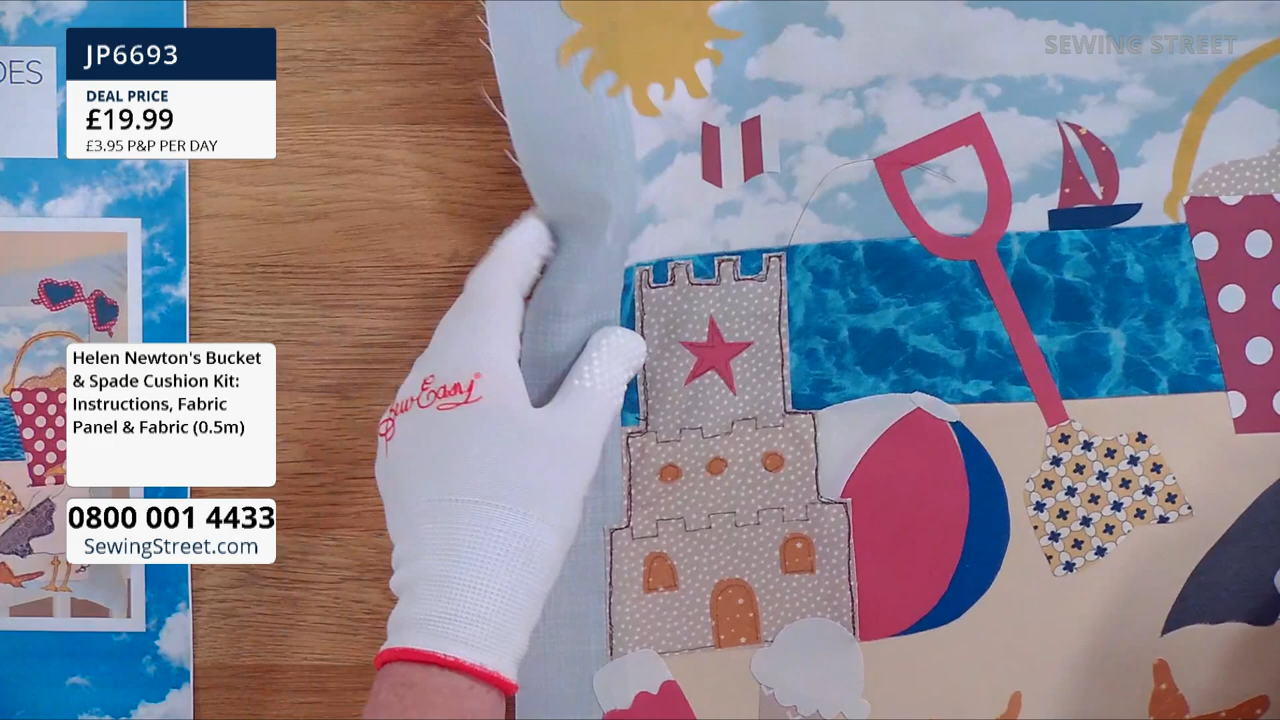 JP6693
DEAL PRICE
£19.99
£3.95 P&P PER DAY
SEWING STREET
DES
Helen Newton's Bucket
& Spade Cushion Kit:
Instructions, Fabric
Panel & Fabric (0.5m)
0800 001 4433
SewingStreet.com
SewEasy®